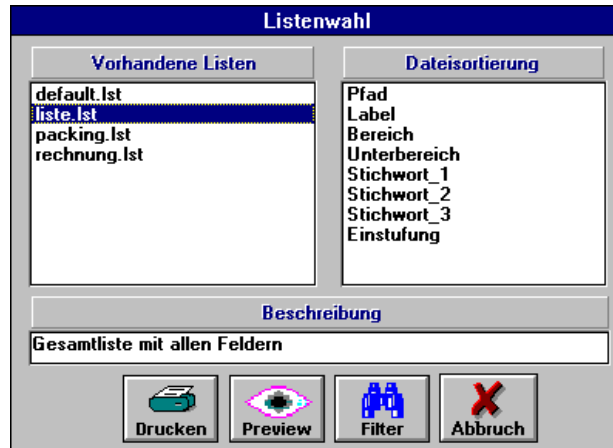 Listenwahl
Vorhandene Listen
default.lst
liste.lst
packing.lst
rechnung.lst
Dateisortierung
Pfad
Label
Bereich
Unterbereich
Stichwort_1
Stichwort_2
Stichwort_3
Einstufung
Beschreibung
Gesamtliste mit allen Feldern
Drucken
Preview
Filter
Abbruch